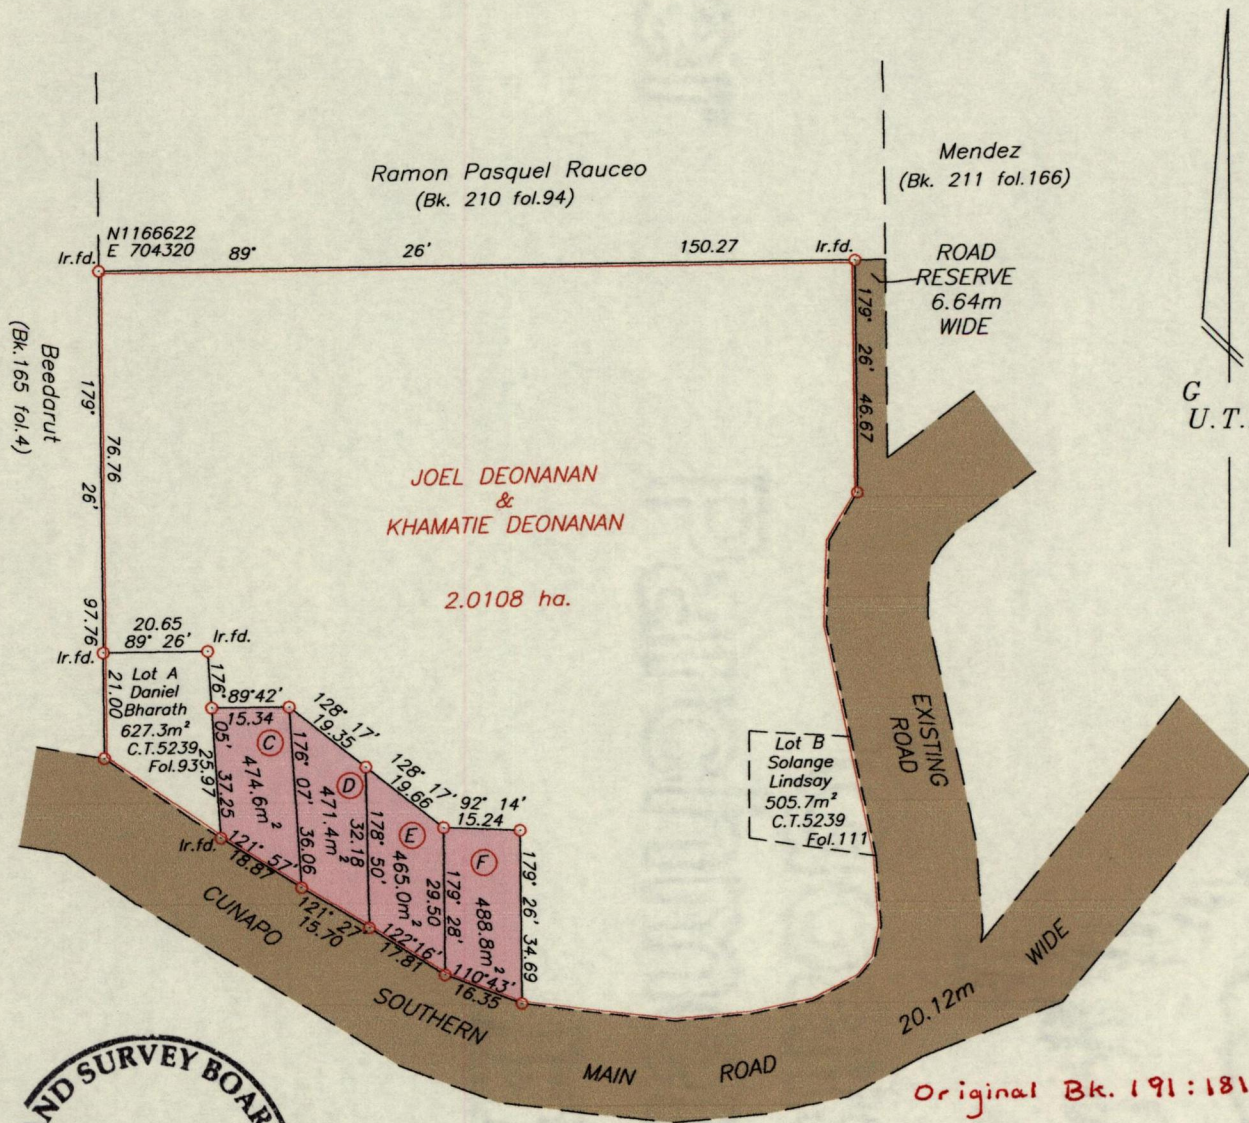 Ramon Pasquel Rauceo
(Bk. 210 fol.94)
Mendez
(Bk. 211 fol.166)
N1166622
E 704320
Ir.fd.
89° 26' 150.27
Ir.fd.
ROAD
RESERVE
6.64m
WIDE
179° 26' 46.67
G
U.T.
Beedarut
(Bk.165 fol.4)
179° 26'
76.76
97.76
JOEL DEONANAN
&
KHAMATIE DEONANAN
2.0108 ha.
20.65
89° 26'
Ir.fd.
Ir.fd.
21.00
Lot A
Daniel
Bharath
627.3m²
C.T.5239
Fol.93
176° 05'
25.97
37.25
89°42'
15.34
128° 17'
19.35
128° 17'
19.66
92° 14'
15.24
C
474.6m²
176° 07' 36.06
D
471.4m²
32.18
178° 50'
E
465.0m²
29.50
179° 28'
F
488.8m²
179° 26' 34.69
Ir.fd.
121° 57'
18.87
121° 27'
15.70
122°16'
17.81
110°43'
16.35
Lot B
Solange
Lindsay
505.7m²
C.T.5239
Fol.111
EXISTING
ROAD
CUNAPO SOUTHERN MAIN ROAD 20.12m WIDE
ND SURVEY BOAR
Original Bk. 191:181